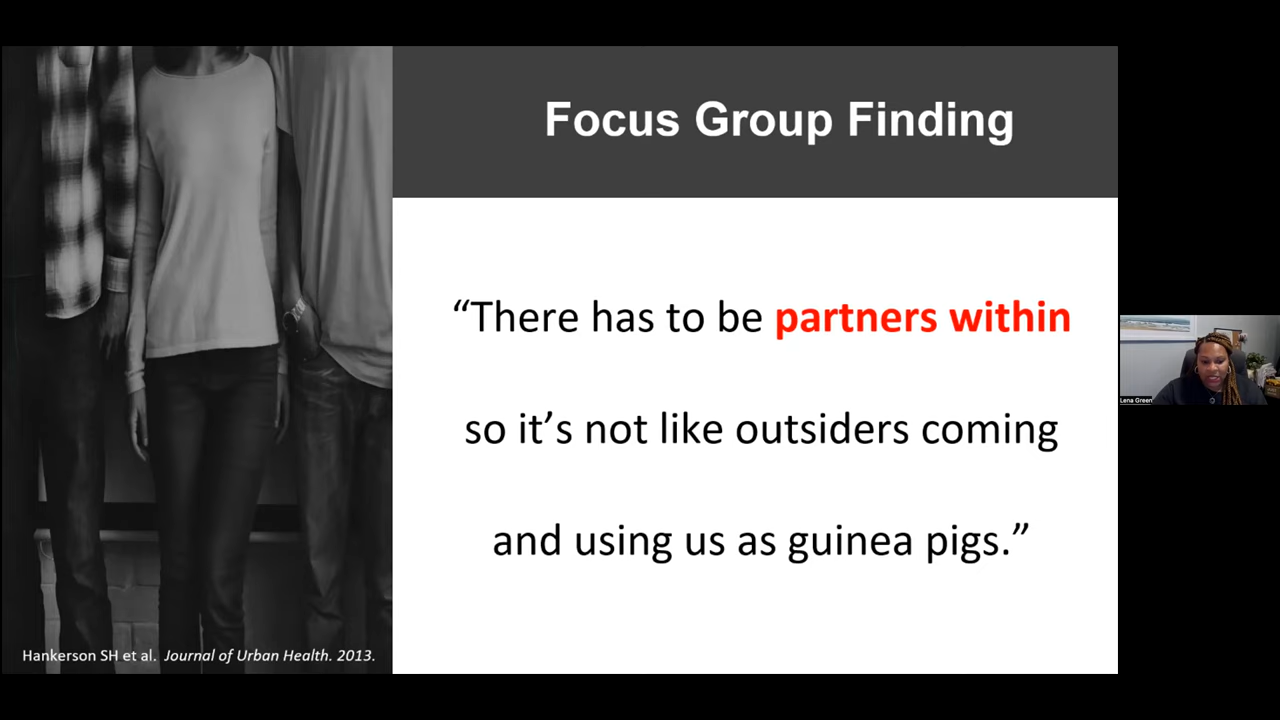 Focus Group Finding
“There has to be partners within
so it’s not like outsiders coming
and using us as guinea pigs.”
Hankerson SH et al. Journal of Urban Health. 2013.
Lena Green